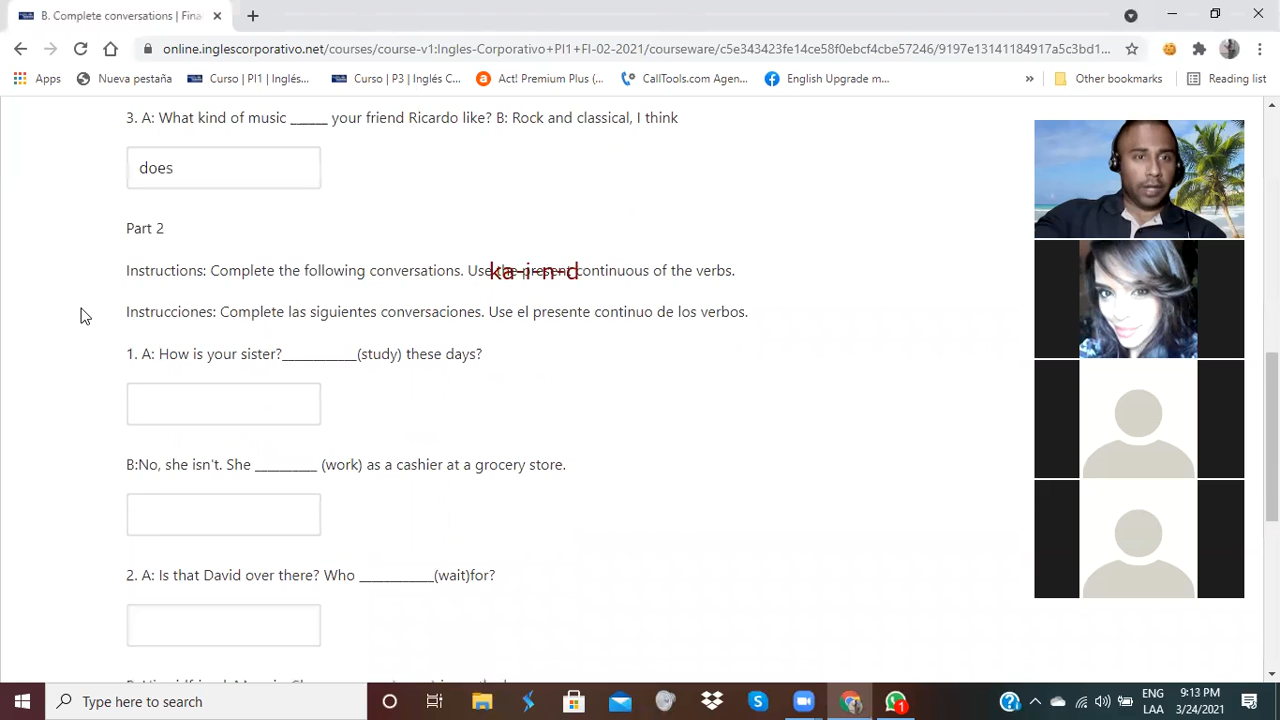 B. Complete conversations | Fina
online.inglescorporativo.net/courses/course-v1:Ingles-Corporativo+PI1+FI-02-2021/courseware/c5e343423fe14ce58f0ebcf4cbe57246/9197e13141184917a5c3bd1...
Apps Nueva pestaña Curso | PI1 | Inglés... Curso | P3 | Inglés C... Act! Premium Plus (... CallTools.com Agen... English Upgrade m... » Other bookmarks Reading list
3. A: What kind of music ______ your friend Ricardo like? B: Rock and classical, I think
does
Part 2
Instructions: Complete the following conversations. Use the present continuous of the verbs.
ka-i-n-d
Instrucciones: Complete las siguientes conversaciones. Use el presente continuo de los verbos.
1. A: How is your sister?____________(study) these days?
B:No, she isn't. She __________ (work) as a cashier at a grocery store.
2. A: Is that David over there? Who ____________(wait)for?
Type here to search
1
ENG
LAA
9:13 PM
3/24/2021